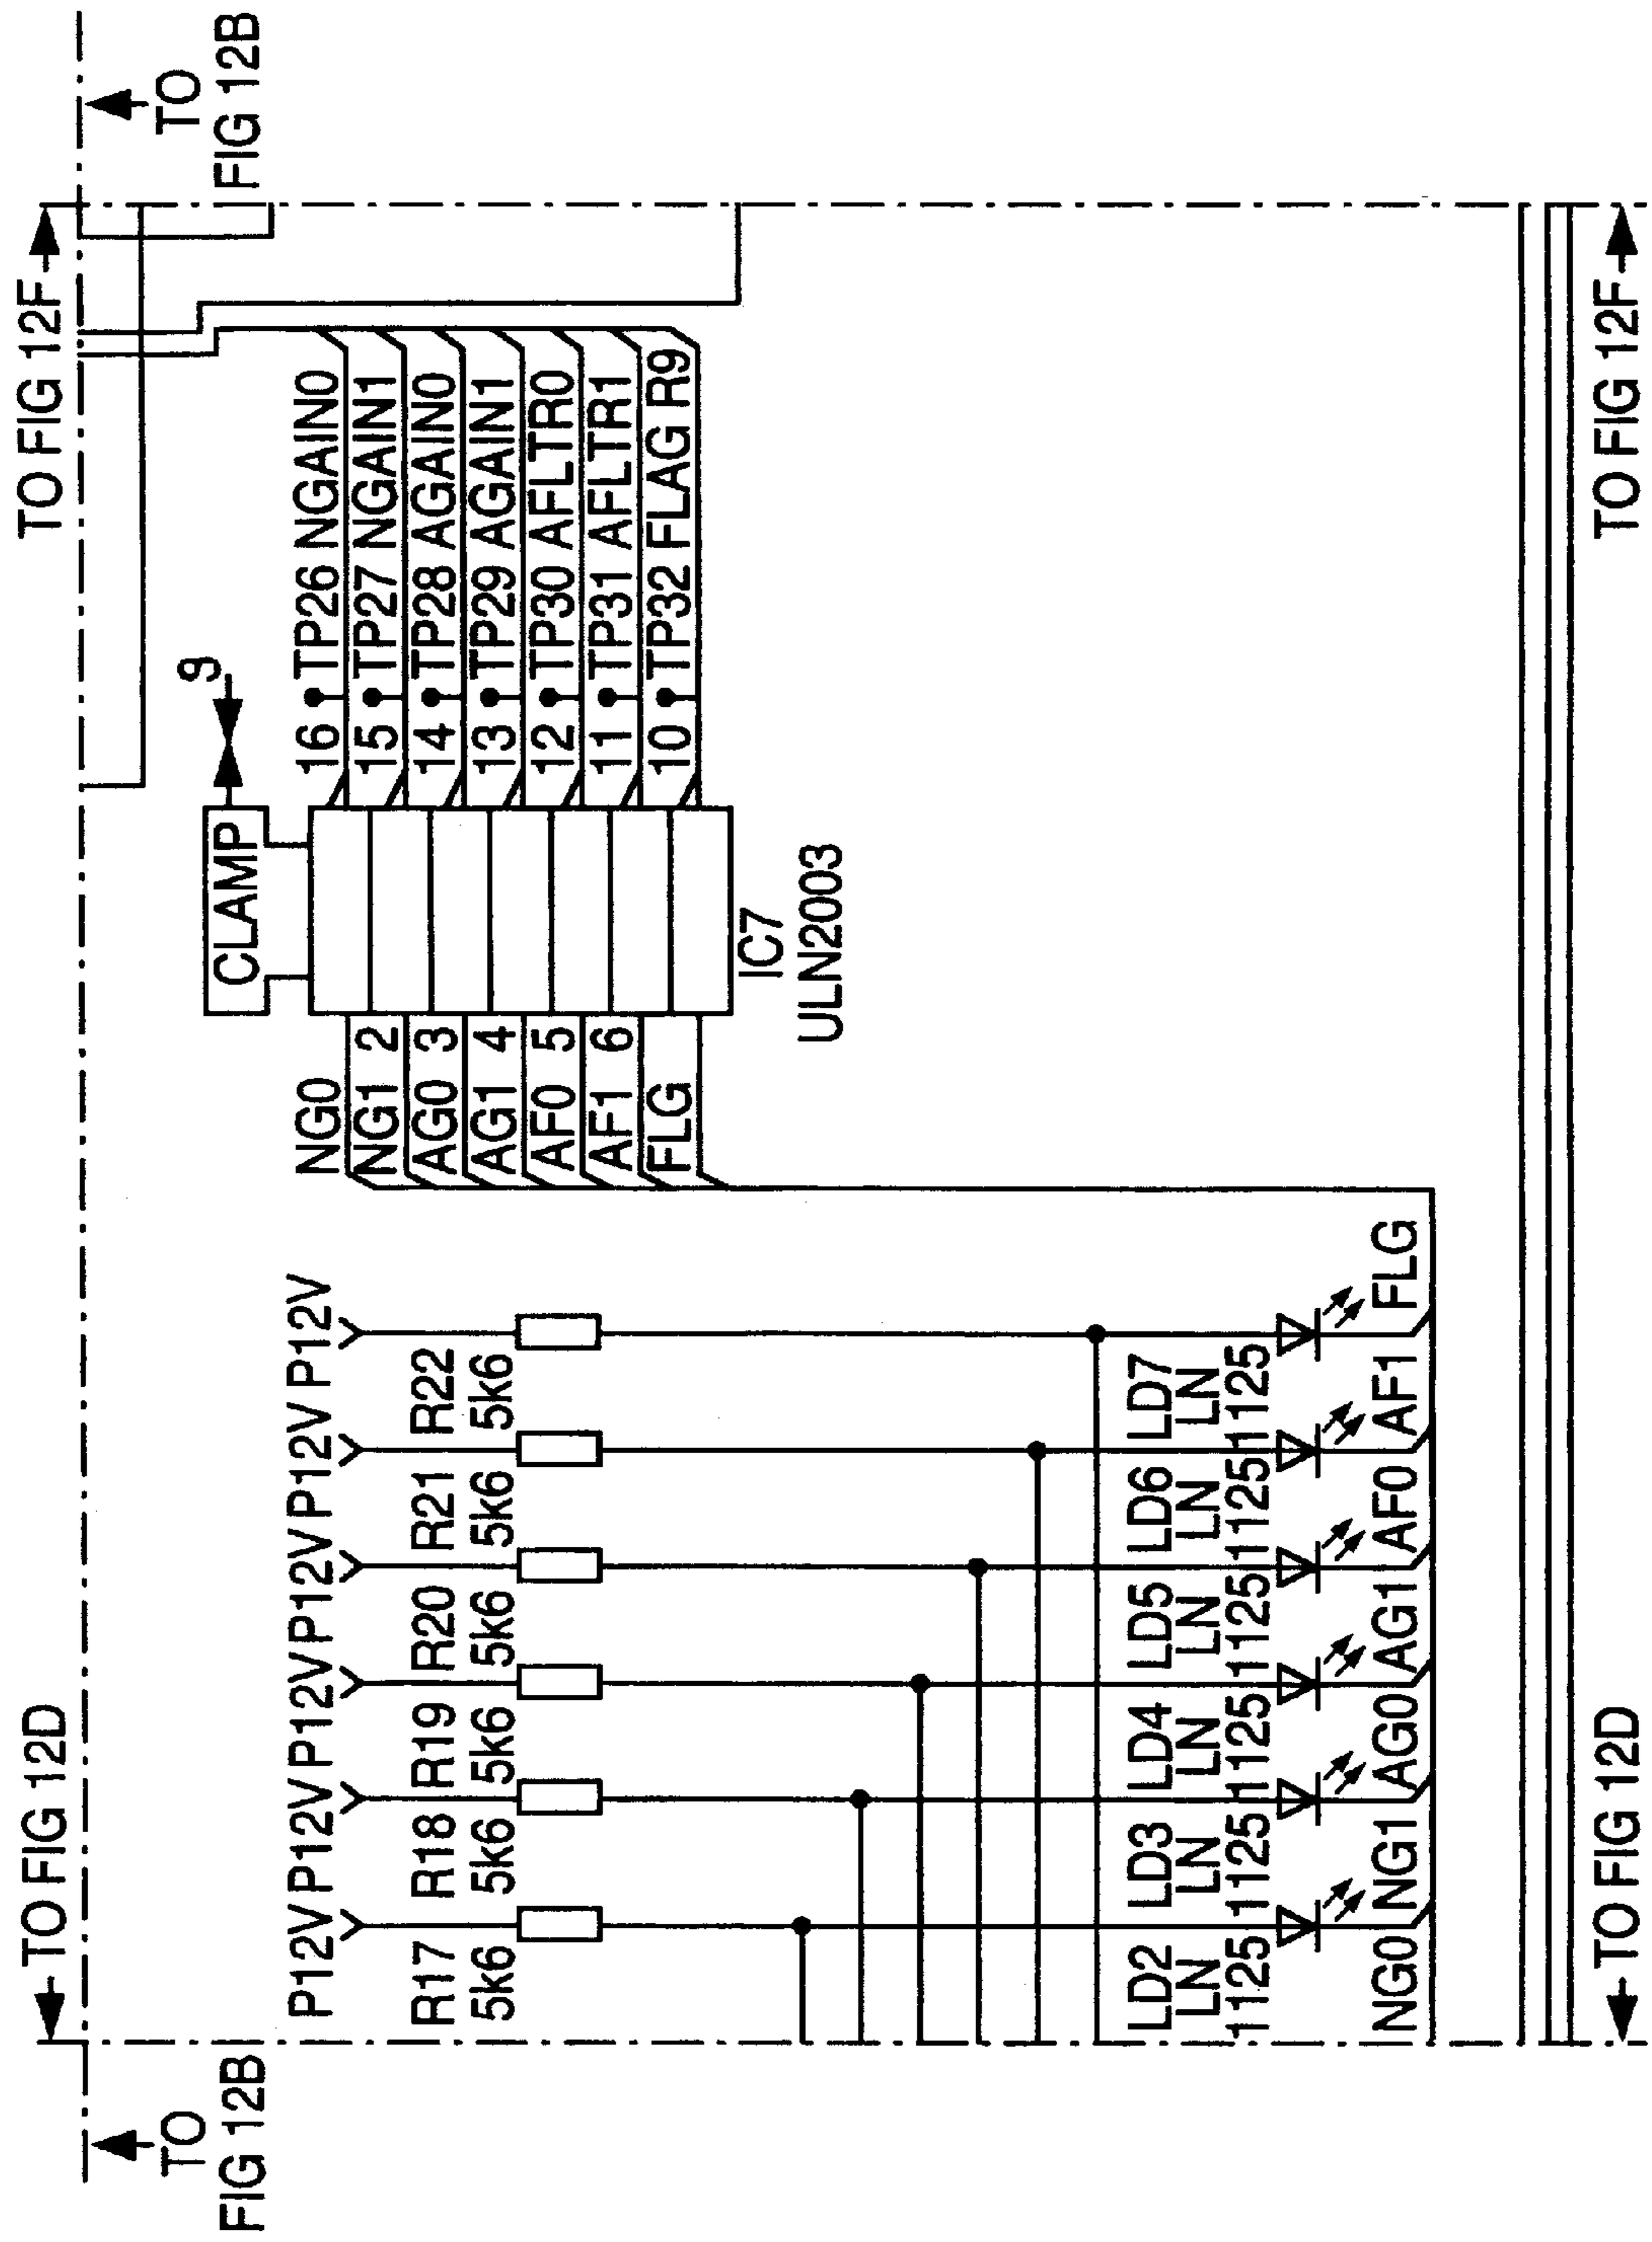 TO FIG 12D
TO FIG 12F
TO
FIG 12B
TO
FIG 12B
CLAMP
9
P12V P12V P12V P12V P12V P12V
R17
5k6
R18
5k6
R19
5k6
R20
5k6
R21
5k6
R22
5k6
NG0
NG1 2
AG0 3
AG1 4
AF0 5
AF1 6
FLG
16 TP26 NGAIN0
15 TP27 NGAIN1
14 TP28 AGAIN0
13 TP29 AGAIN1
12 TP30 AFLTR0
11 TP31 AFLTR1
10 TP32 FLAG R9
IC7
ULN2003
LD2
LN
1125
LD3
LN
1125
LD4
LN
1125
LD5
LN
1125
LD6
LN
1125
LD7
LN
1125
NG0 NG1 AG0 AG1 AF0 AF1 FLG
TO FIG 12D
TO FIG 12F